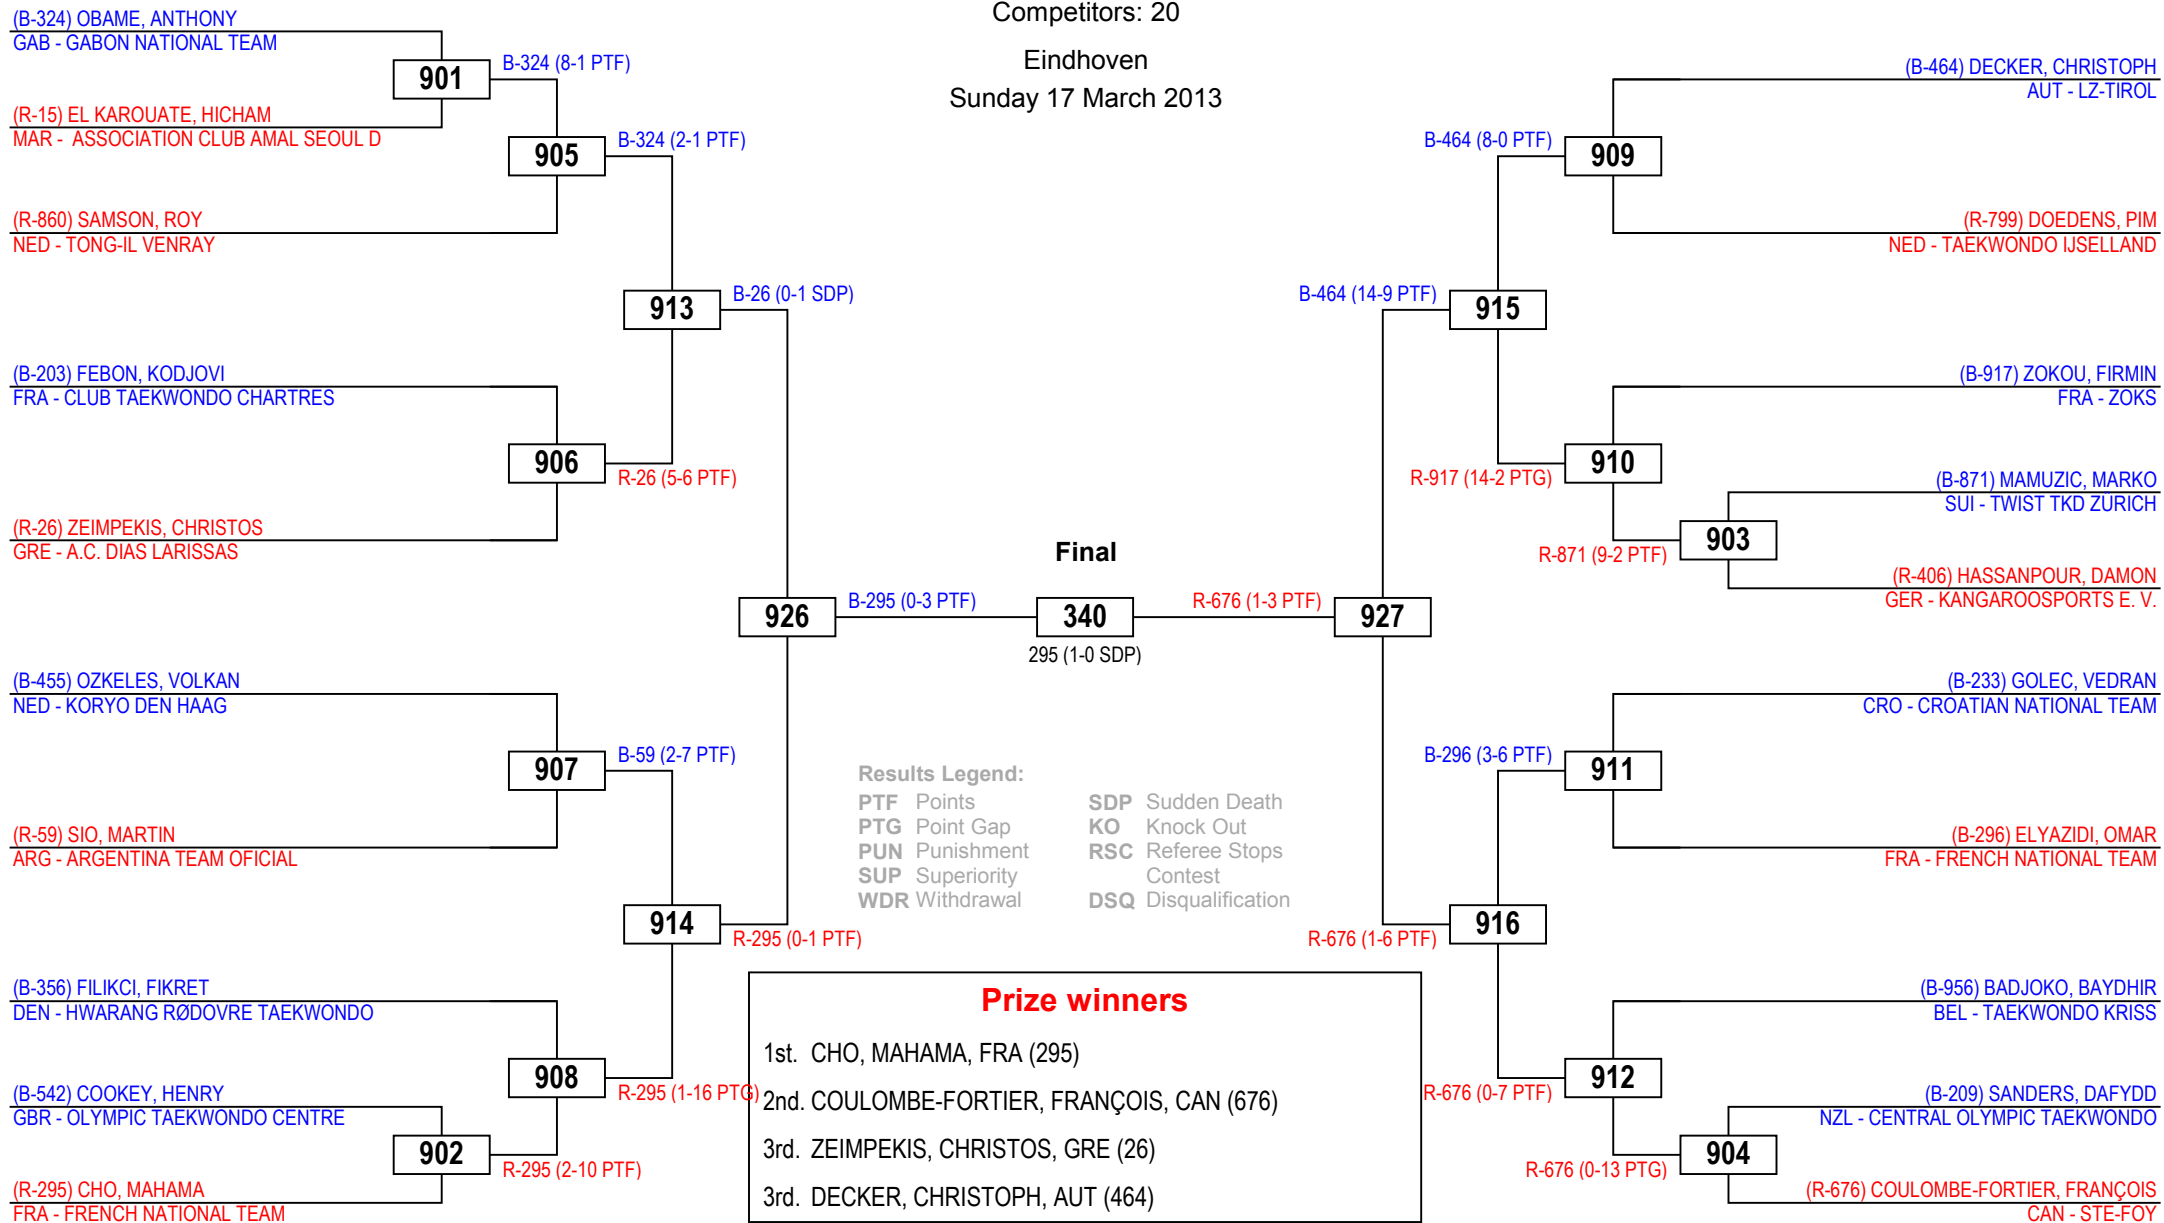 Competitors: 20
Eindhoven
Sunday 17 March 2013
(B-324) OBAME, ANTHONY
GAB - GABON NATIONAL TEAM
901
B-324 (8-1 PTF)
(R-15) EL KAROUATE, HICHAM
MAR - ASSOCIATION CLUB AMAL SEOUL D
905
B-324 (2-1 PTF)
(R-860) SAMSON, ROY
NED - TONG-IL VENRAY
913
B-26 (0-1 SDP)
(B-203) FEBON, KODJOVI
FRA - CLUB TAEKWONDO CHARTRES
906
R-26 (5-6 PTF)
(R-26) ZEIMPEKIS, CHRISTOS
GRE - A.C. DIAS LARISSAS
926
B-295 (0-3 PTF)
(B-455) OZKELES, VOLKAN
NED - KORYO DEN HAAG
907
B-59 (2-7 PTF)
(R-59) SIO, MARTIN
ARG - ARGENTINA TEAM OFICIAL
914
R-295 (0-1 PTF)
(B-356) FILIKCI, FIKRET
DEN - HWARANG RØDOVRE TAEKWONDO
908
R-295 (1-16 PTG)
(B-542) COOKEY, HENRY
GBR - OLYMPIC TAEKWONDO CENTRE
902
R-295 (2-10 PTF)
(R-295) CHO, MAHAMA
FRA - FRENCH NATIONAL TEAM
Final
340
295 (1-0 SDP)
(B-464) DECKER, CHRISTOPH
AUT - LZ-TIROL
B-464 (8-0 PTF)
909
(R-799) DOEDENS, PIM
NED - TAEKWONDO IJSELLAND
B-464 (14-9 PTF)
915
(B-917) ZOKOU, FIRMIN
FRA - ZOKS
R-917 (14-2 PTG)
910
(B-871) MAMUZIC, MARKO
SUI - TWIST TKD ZÜRICH
R-871 (9-2 PTF)
903
(R-406) HASSANPOUR, DAMON
GER - KANGAROOSPORTS E. V.
R-676 (1-3 PTF)
927
(B-233) GOLEC, VEDRAN
CRO - CROATIAN NATIONAL TEAM
B-296 (3-6 PTF)
911
(B-296) ELYAZIDI, OMAR
FRA - FRENCH NATIONAL TEAM
R-676 (1-6 PTF)
916
(B-956) BADJOKO, BAYDHIR
BEL - TAEKWONDO KRISS
R-676 (0-7 PTF)
912
(B-209) SANDERS, DAFYDD
NZL - CENTRAL OLYMPIC TAEKWONDO
R-676 (0-13 PTG)
904
(R-676) COULOMBE-FORTIER, FRANÇOIS
CAN - STE-FOY
Results Legend:
PTF Points SDP Sudden Death
PTG Point Gap KO Knock Out
PUN Punishment RSC Referee Stops
SUP Superiority Contest
WDR Withdrawal DSQ Disqualification
Prize winners
1st. CHO, MAHAMA, FRA (295)
2nd. COULOMBE-FORTIER, FRANÇOIS, CAN (676)
3rd. ZEIMPEKIS, CHRISTOS, GRE (26)
3rd. DECKER, CHRISTOPH, AUT (464)